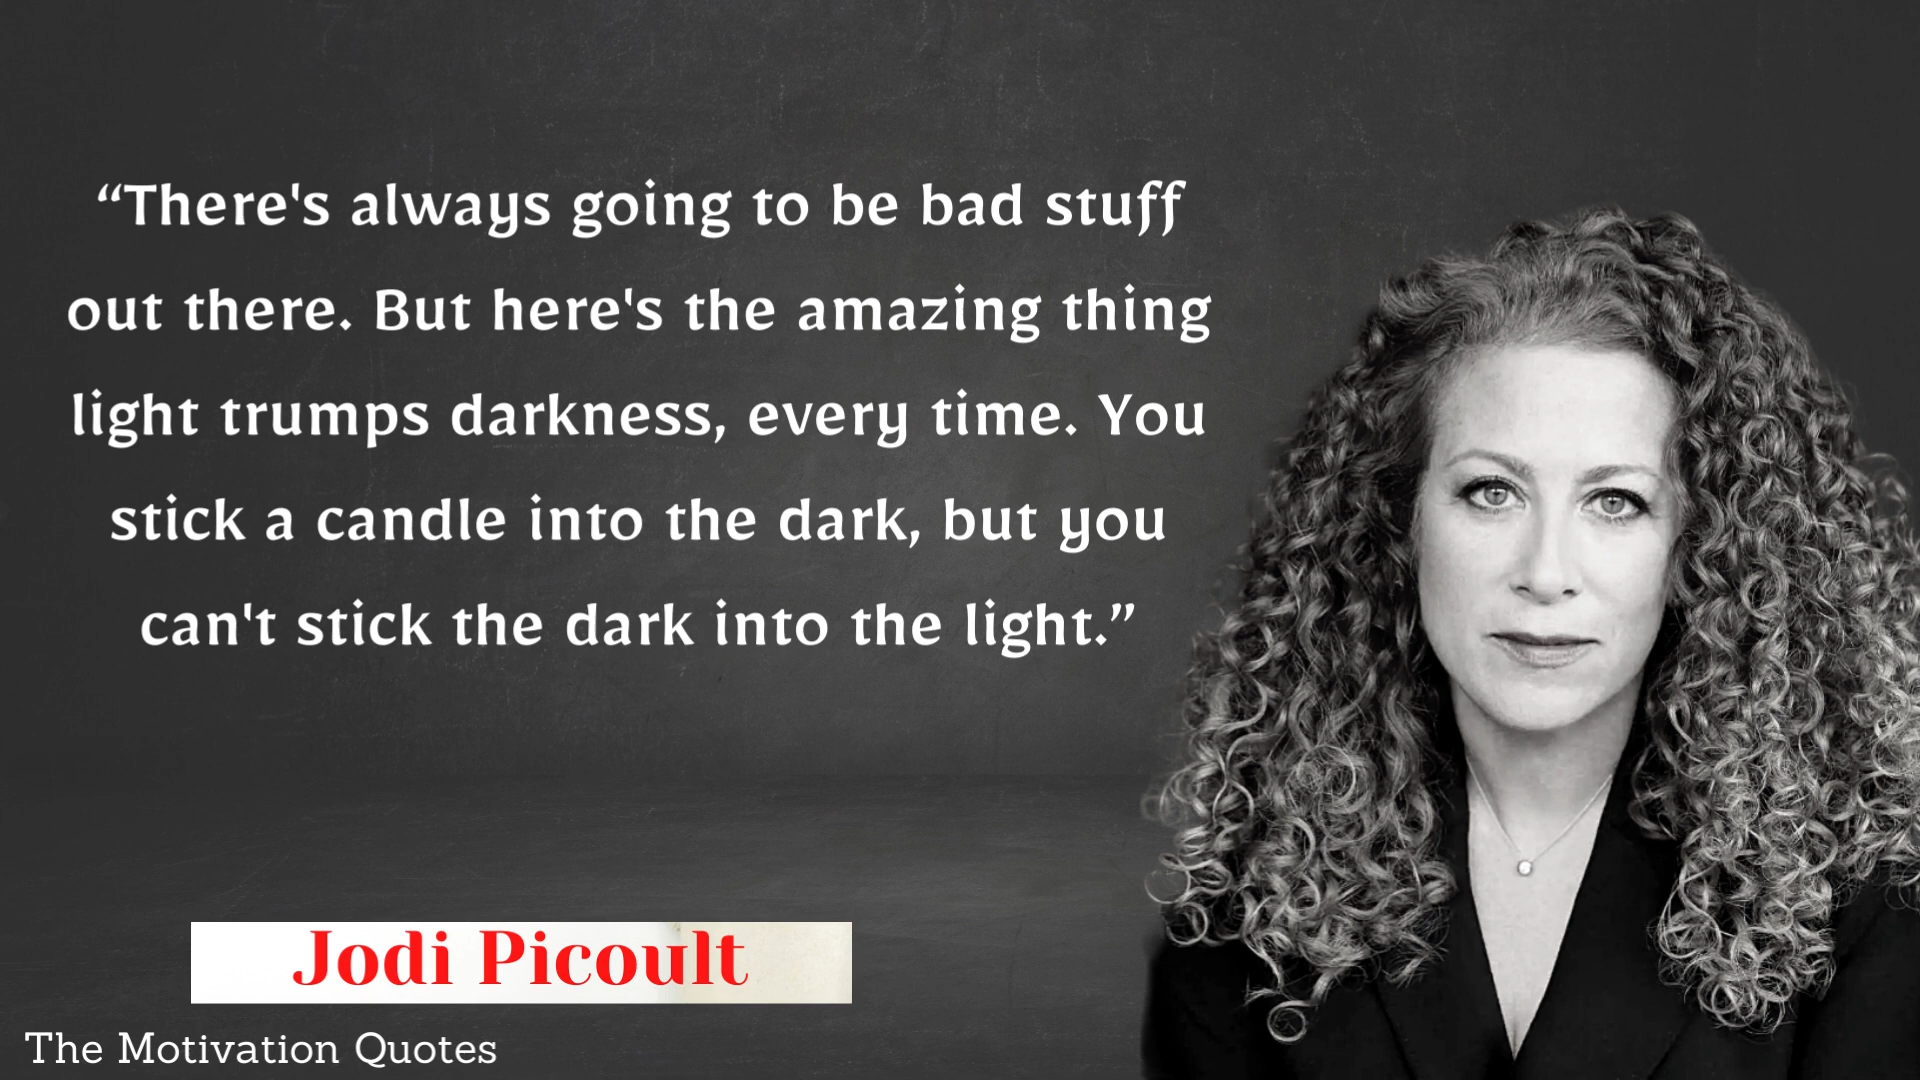 “There's always going to be bad stuff
out there. But here's the amazing thing
light trumps darkness, every time. You
stick a candle into the dark, but you
can't stick the dark into the light.”
Jodi Picoult
The Motivation Quotes